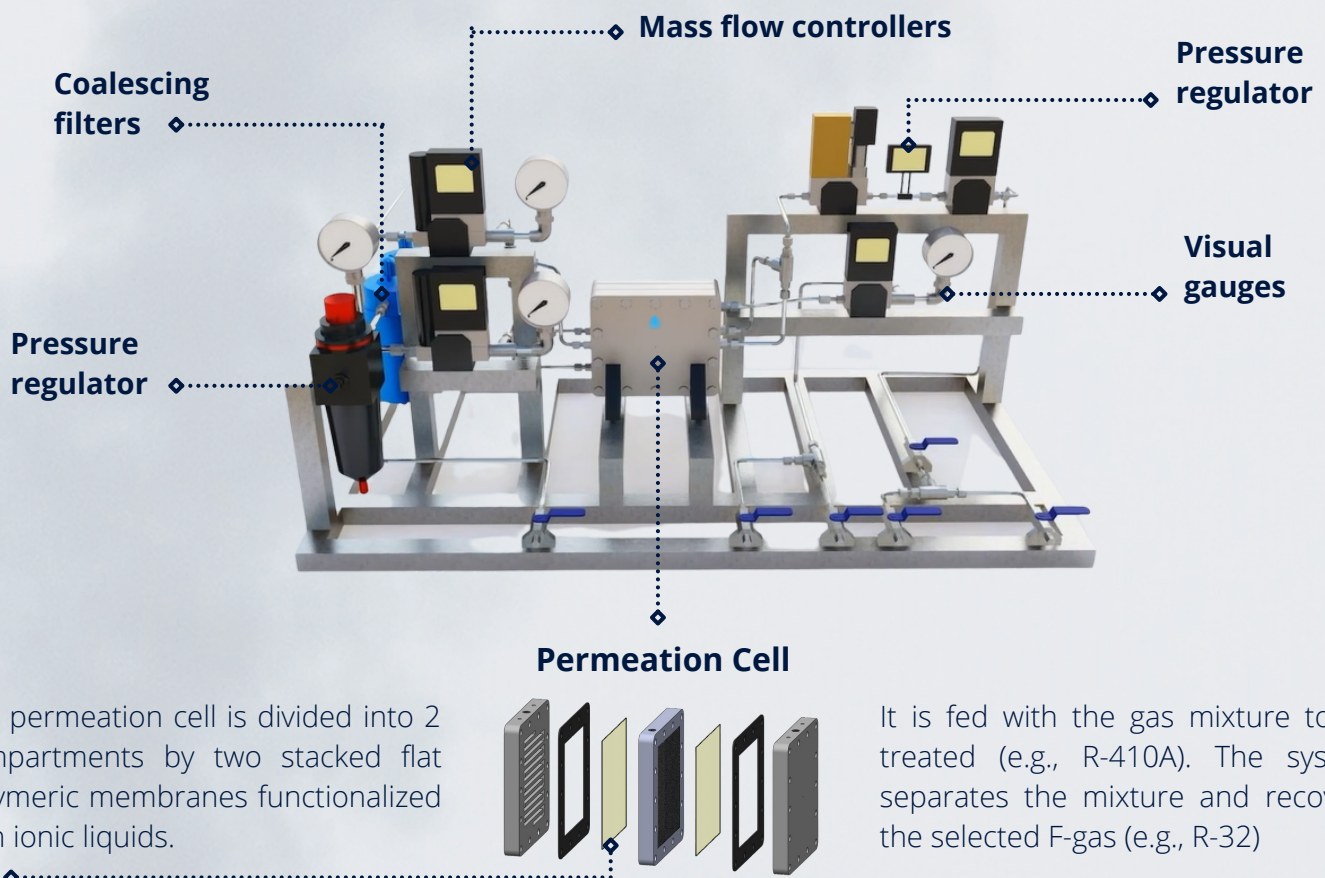 Mass flow controllers
Pressure
regulator
Coalescing
filters
Visual
gauges
Pressure
regulator
Permeation Cell
permeation cell is divided into 2
mpartments by two stacked flat
ymeric membranes functionalized
ionic liquids.
It is fed with the gas mixture to
treated (e.g., R-410A). The sys
separates the mixture and recov
the selected F-gas (e.g., R-32)